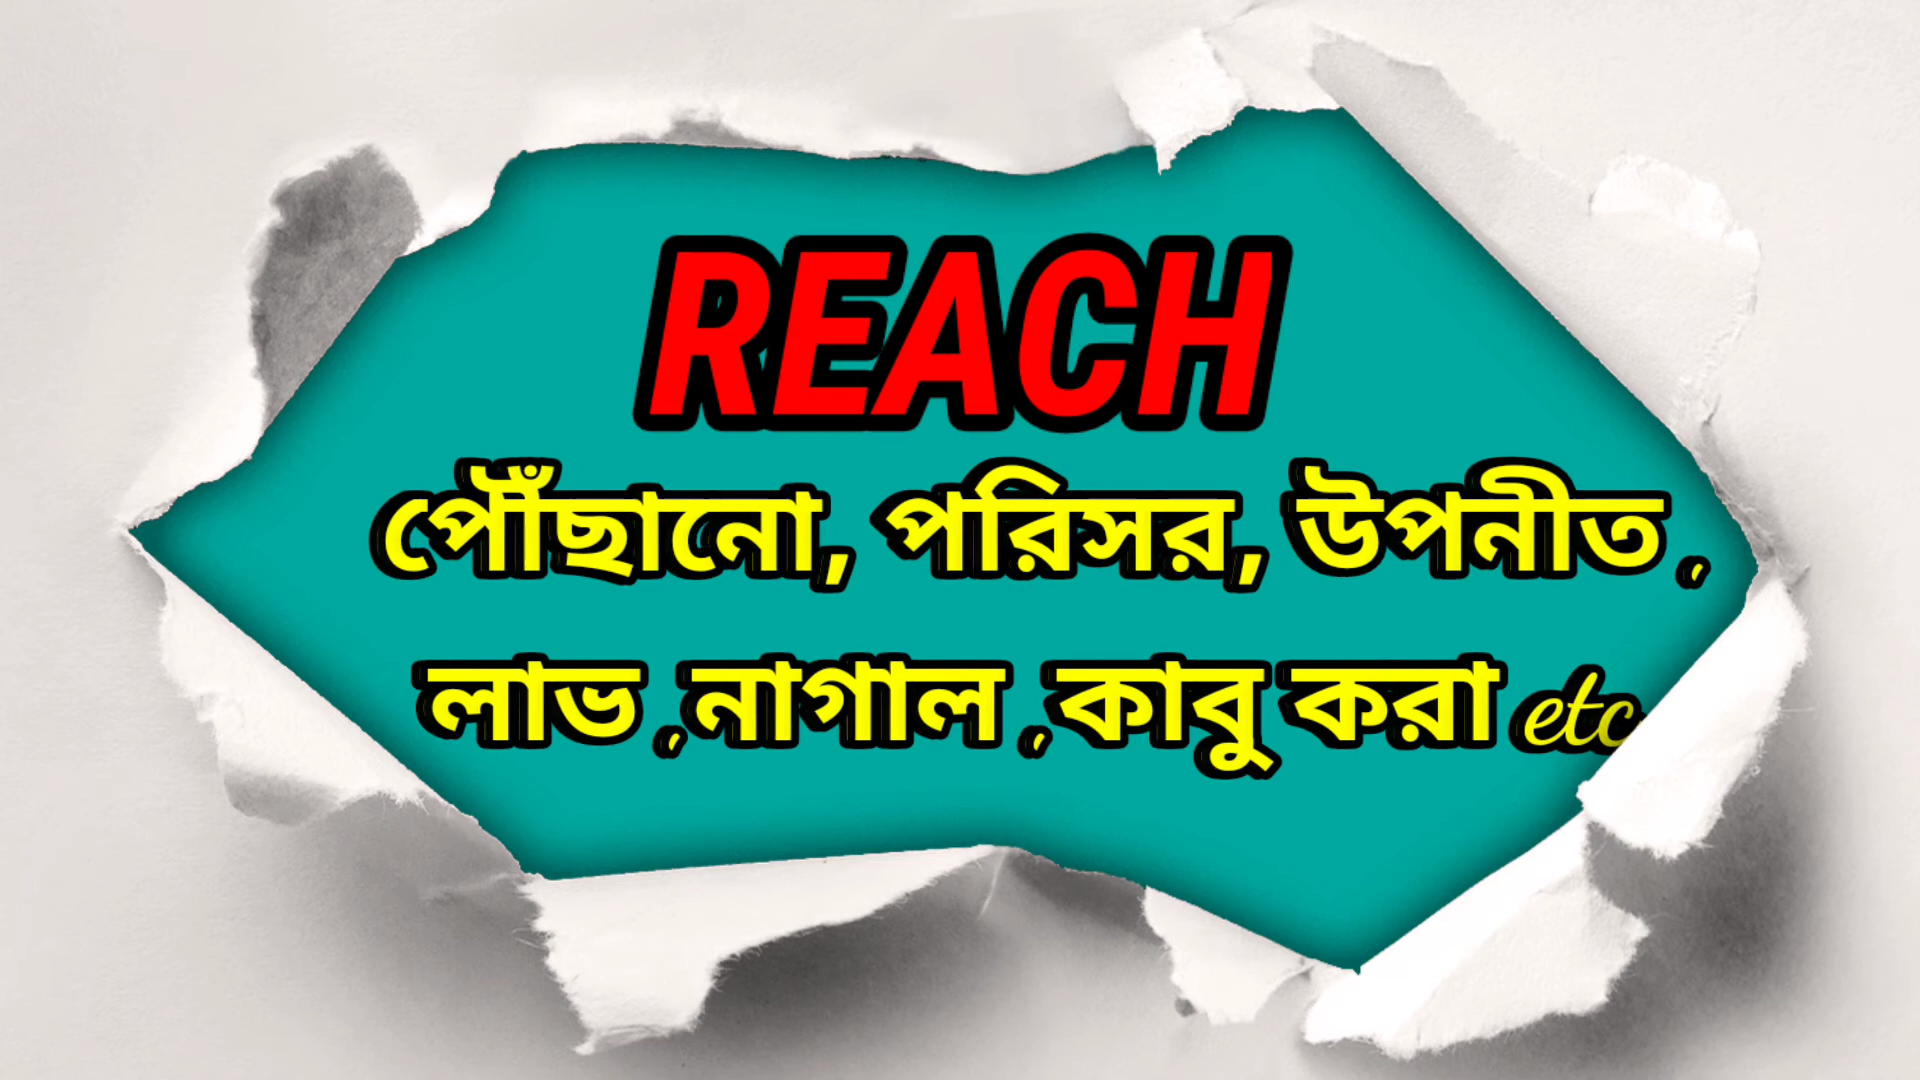 REACH
পৌঁছানো, পরিসর, উপনীত,
লাভ ,নাগাল ,কাবু করা etc